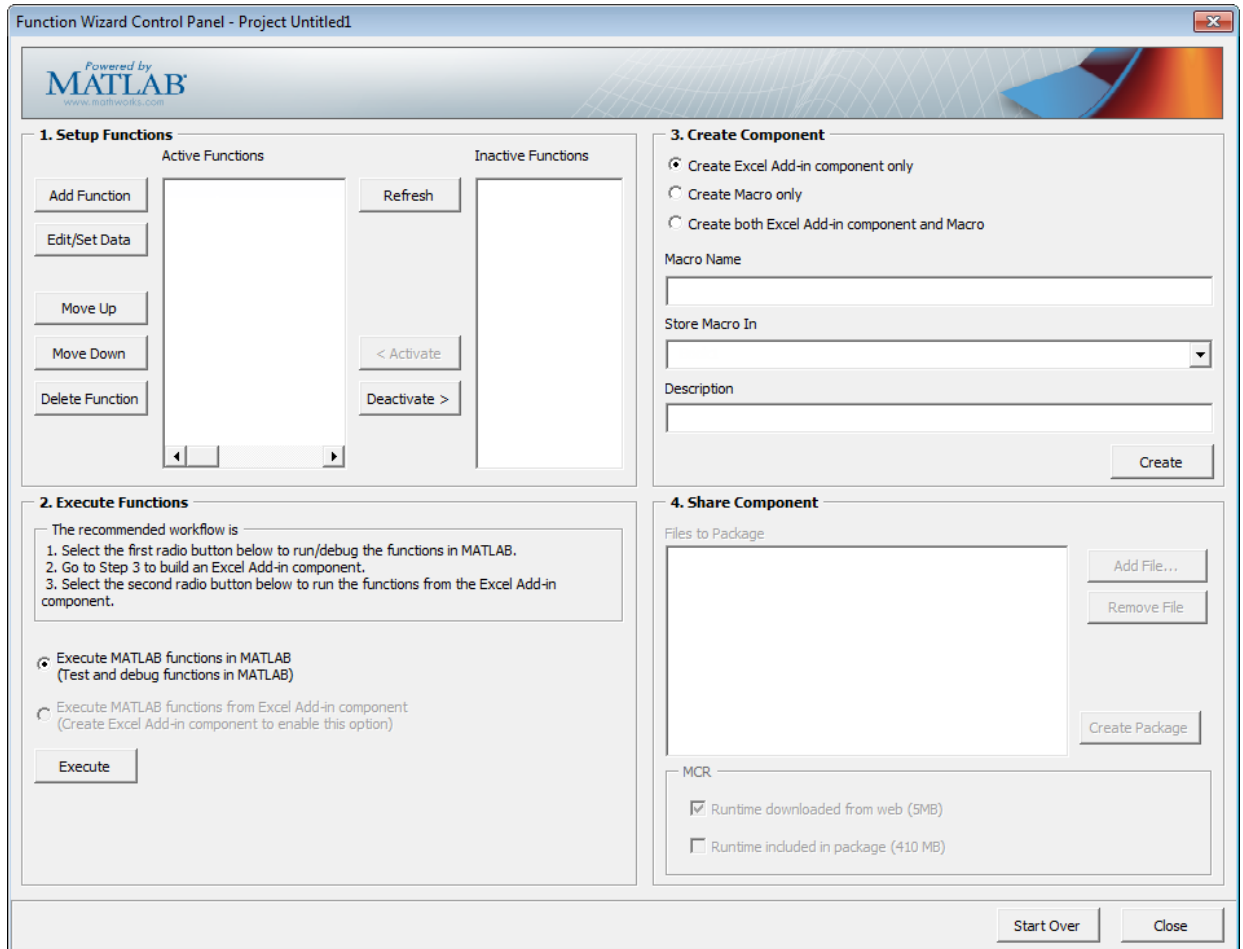 Function Wizard Control Panel - Project Untitled1
Powered by
MATLAB®
www.mathworks.com
1. Setup Functions
Active Functions
Inactive Functions
Add Function
Refresh
Edit/Set Data
Move Up
Move Down
< Activate
Delete Function
Deactivate >
2. Execute Functions
The recommended workflow is
1. Select the first radio button below to run/debug the functions in MATLAB.
2. Go to Step 3 to build an Excel Add-in component.
3. Select the second radio button below to run the functions from the Excel Add-in
component.
Execute MATLAB functions in MATLAB
(Test and debug functions in MATLAB)
Execute MATLAB functions from Excel Add-in component
(Create Excel Add-in component to enable this option)
Execute
3. Create Component
Create Excel Add-in component only
Create Macro only
Create both Excel Add-in component and Macro
Macro Name
Store Macro In
Description
Create
4. Share Component
Files to Package
Add File...
Remove File
Create Package
MCR
Runtime downloaded from web (5MB)
Runtime included in package (410 MB)
Start Over
Close